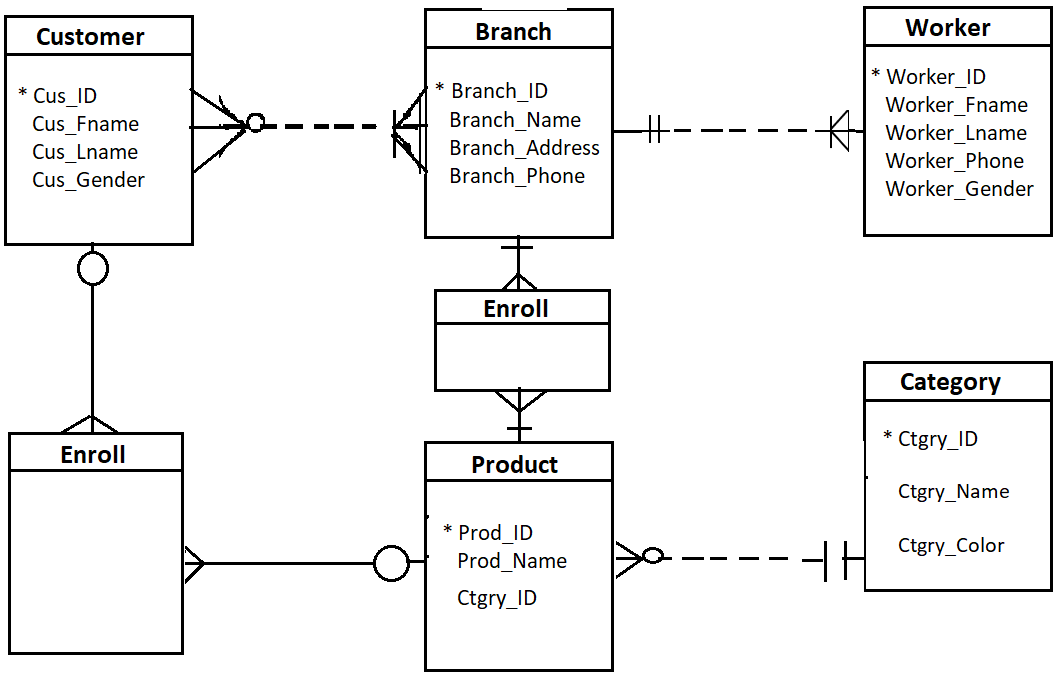 Customer
* Cus_ID
Cus_Fname
Cus_Lname
Cus_Gender
Branch
* Branch_ID
Branch_Name
Branch_Address
Branch_Phone
Worker
* Worker_ID
Worker_Fname
Worker_Lname
Worker_Phone
Worker_Gender
Enroll
Enroll
Product
* Prod_ID
Prod_Name
Ctgry_ID
Category
* Ctgry_ID
Ctgry_Name
Ctgry_Color